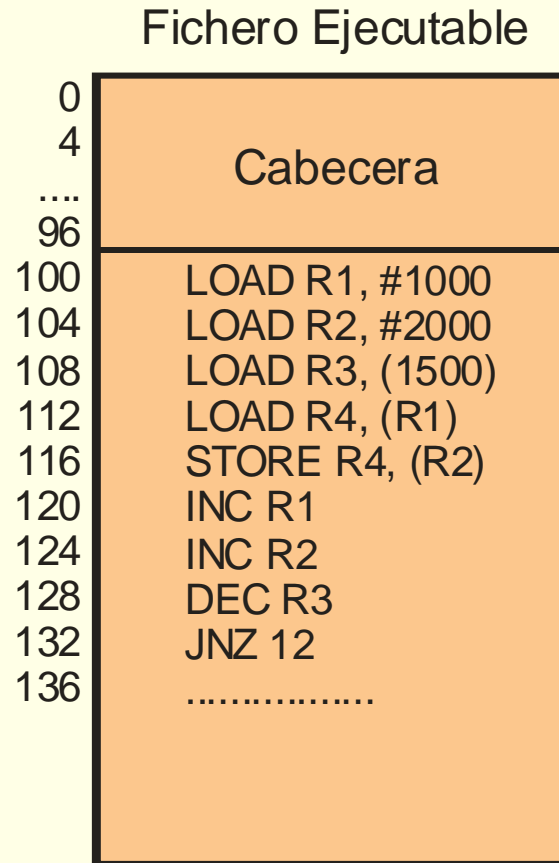 Fichero Ejecutable
0
4
....
96
Cabecera
100 LOAD R1, #1000
104 LOAD R2, #2000
108 LOAD R3, (1500)
112 LOAD R4, (R1)
116 STORE R4, (R2)
120 INC R1
124 INC R2
128 DEC R3
132 JNZ 12
136 ..................